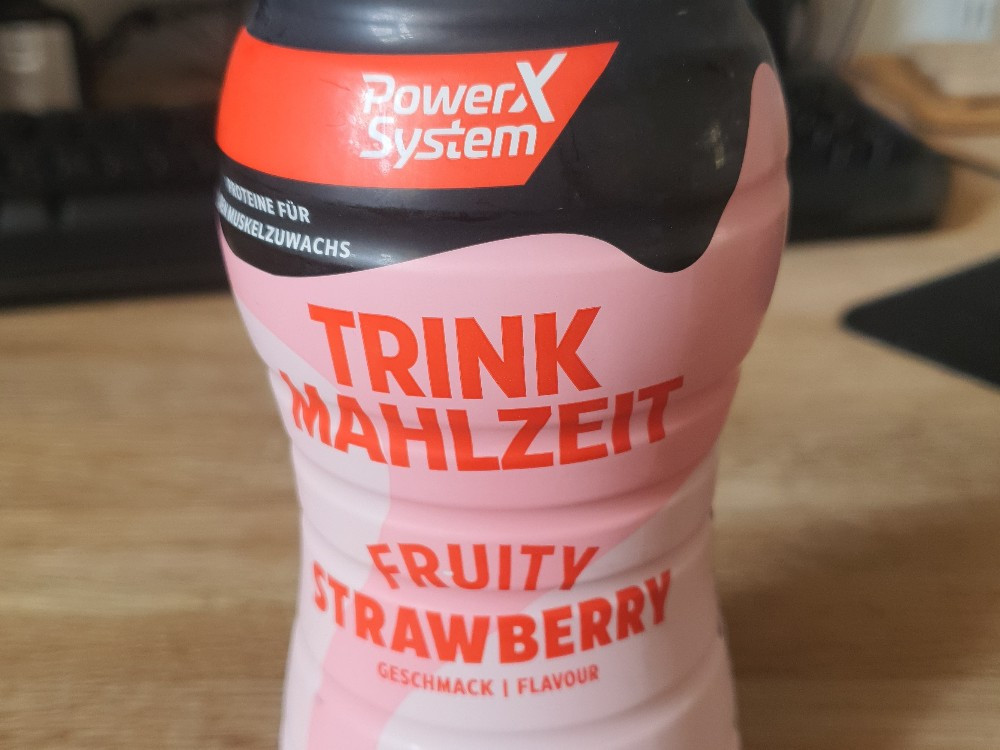 Power X
System
PROTEINE FÜR
MUSKELZUWACHS
TRINK
MAHLZEIT
FRUITY
STRAWBERRY
GESCHMACK | FLAVOUR